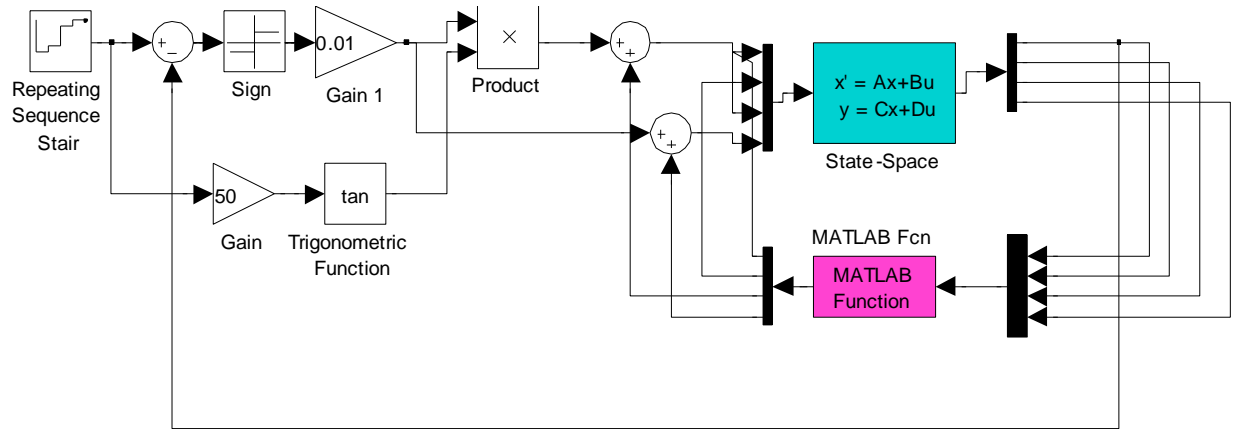 Repeating
Sequence
Stair
+
−
Sign
0.01
Gain 1
×
Product
+
+
+
+
x' = Ax+Bu
y = Cx+Du
State-Space
50
Gain
tan
Trigonometric
Function
MATLAB Fcn
MATLAB
Function